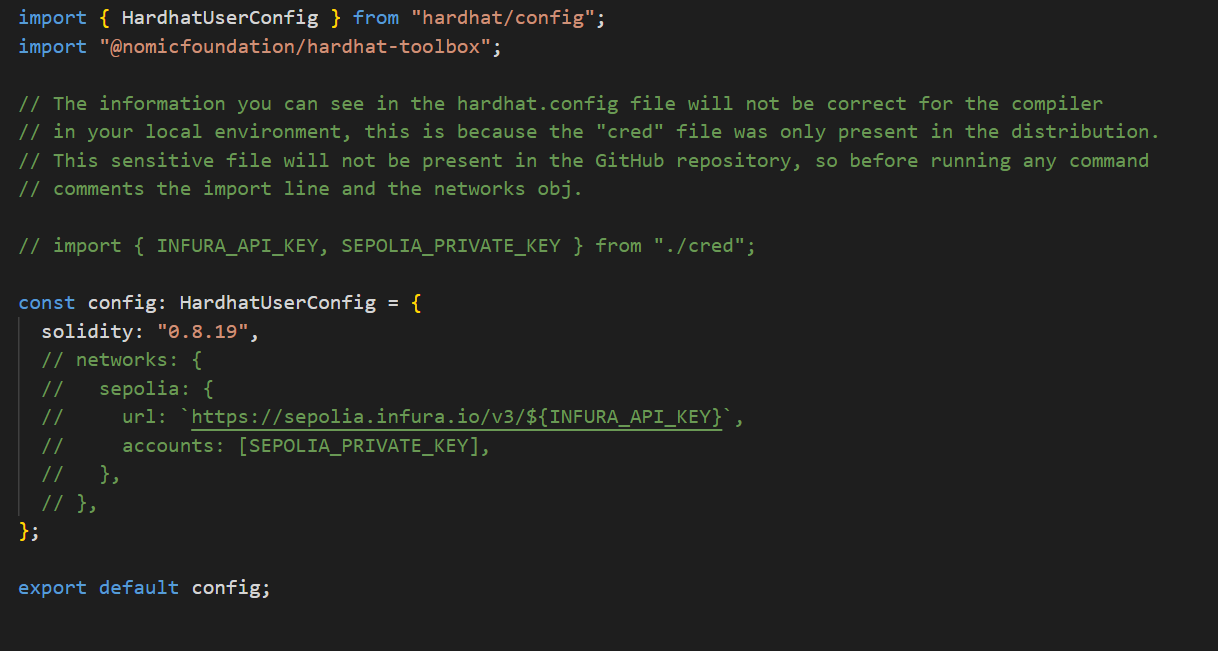 import { HardhatUserConfig } from "hardhat/config";
import "@nomicfoundation/hardhat-toolbox";
// The information you can see in the hardhat.config file will not be correct for the compiler
// in your local environment, this is because the "cred" file was only present in the distribution.
// This sensitive file will not be present in the GitHub repository, so before running any command
// comments the import line and the networks obj.
// import { INFURA_API_KEY, SEPOLIA_PRIVATE_KEY } from "./cred";
const config: HardhatUserConfig = {
  solidity: "0.8.19",
  // networks: {
  //   sepolia: {
  //     url: `https://sepolia.infura.io/v3/${INFURA_API_KEY}`,
  //     accounts: [SEPOLIA_PRIVATE_KEY],
  //   },
  // },
};
export default config;